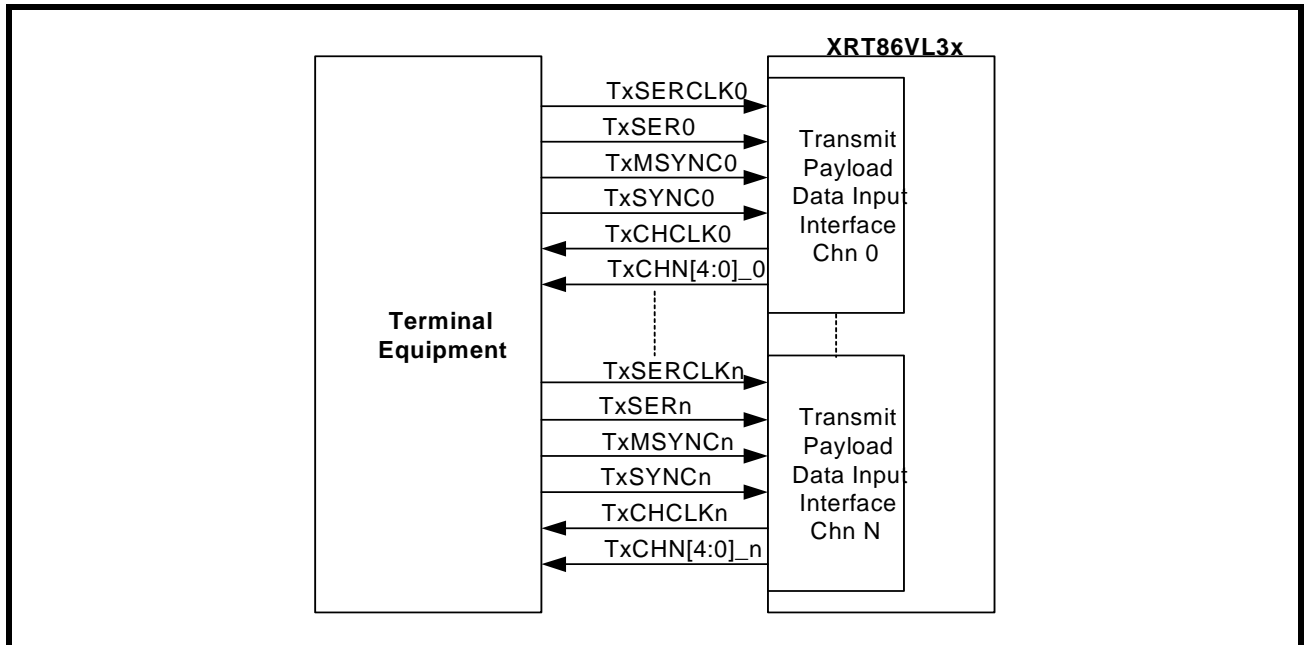 XRT86VL3x
TxSERCLK0
TxSER0
TxMSYNC0
TxSYNC0
TxCHCLK0
TxCHN[4:0]_0
Transmit
Payload
Data Input
Interface
Chn 0
Terminal
Equipment
TxSERCLKn
TxSERn
TxMSYNCn
TxSYNCn
TxCHCLKn
TxCHN[4:0]_n
Transmit
Payload
Data Input
Interface
Chn N